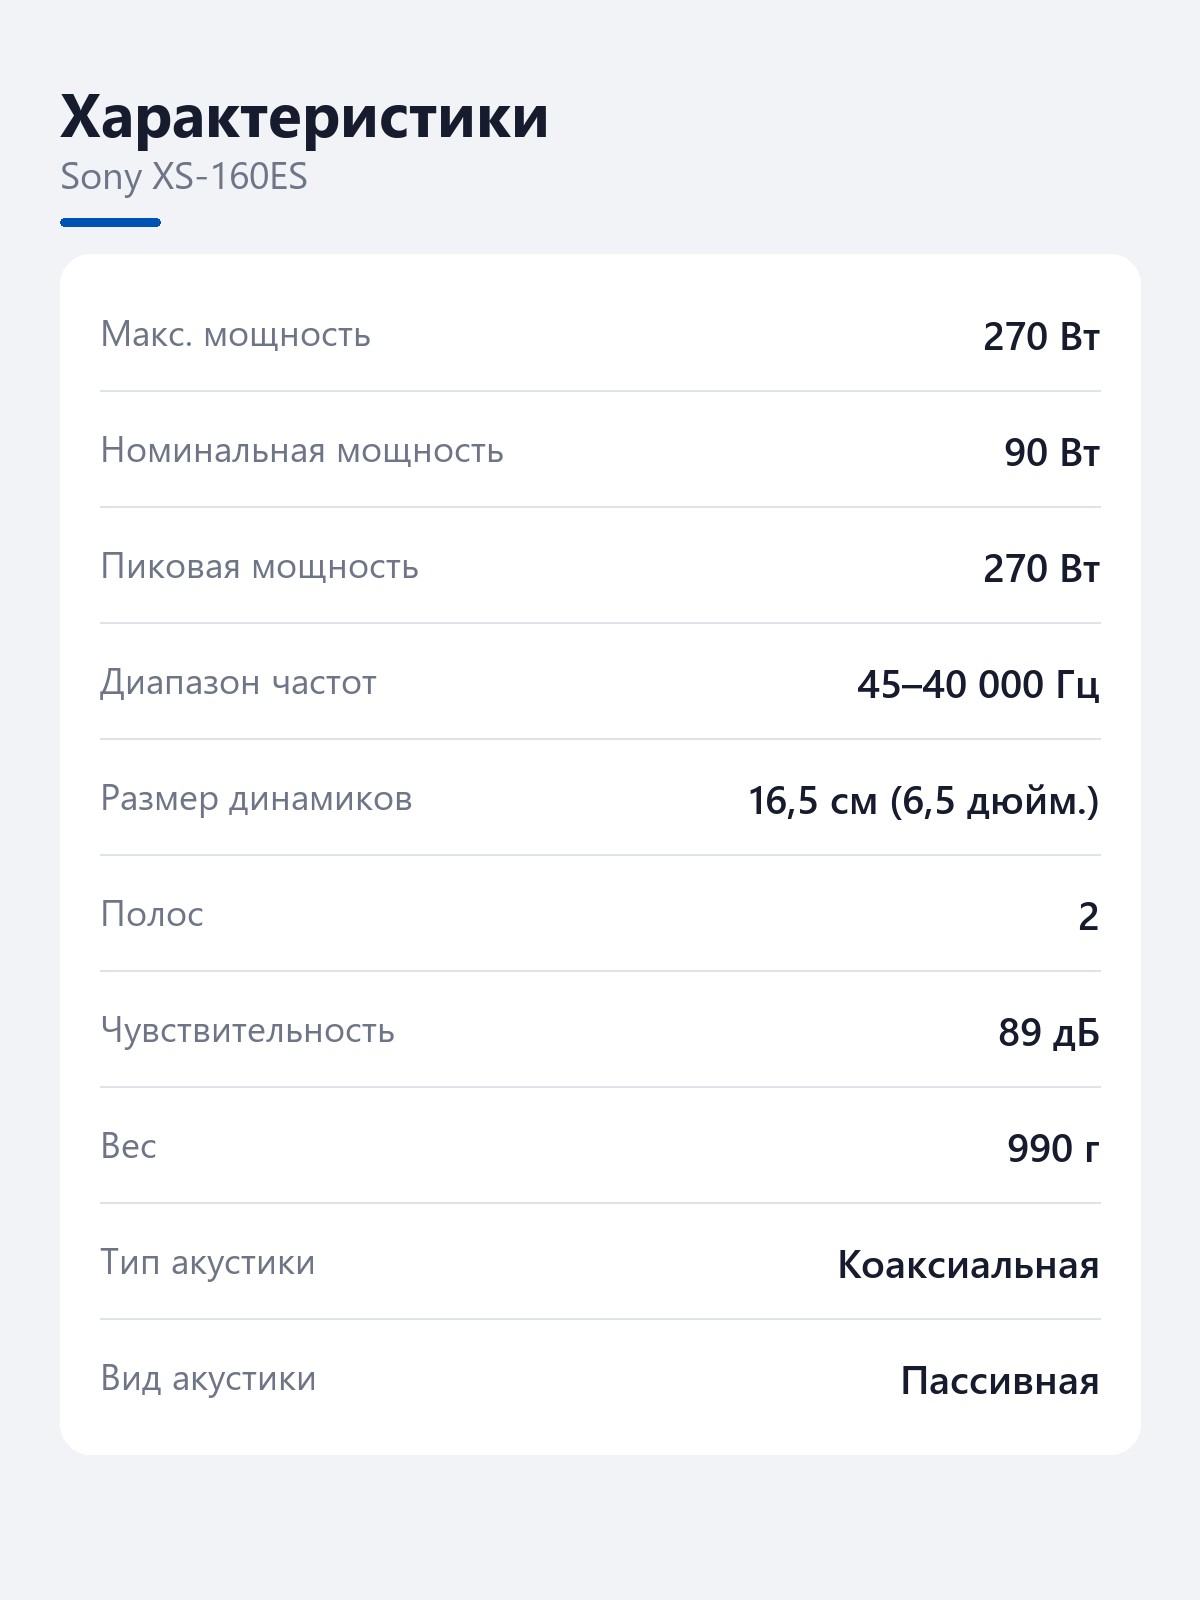 Характеристики
Sony XS-160ES
Макс. мощность 270 Вт
Номинальная мощность 90 Вт
Пиковая мощность 270 Вт
Диапазон частот 45–40 000 Гц
Размер динамиков 16,5 см (6,5 дюйм.)
Полос 2
Чувствительность 89 дБ
Вес 990 г
Тип акустики Коаксиальная
Вид акустики Пассивная